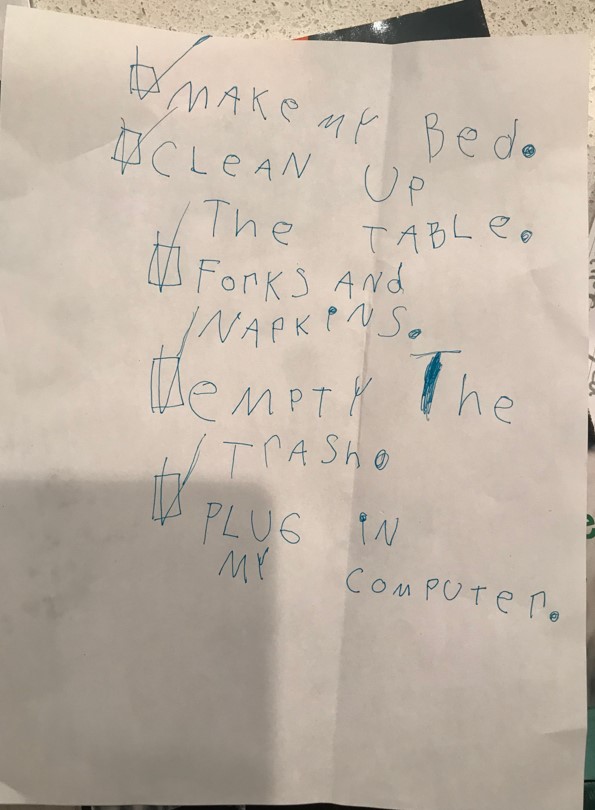 MAKe mY Bed.
CLeAN UP
The TABLe.
FOrKS ANd
NAPKiNS.
eMPTY The
TrASh.
PLUG iN
MY COMPUTer.